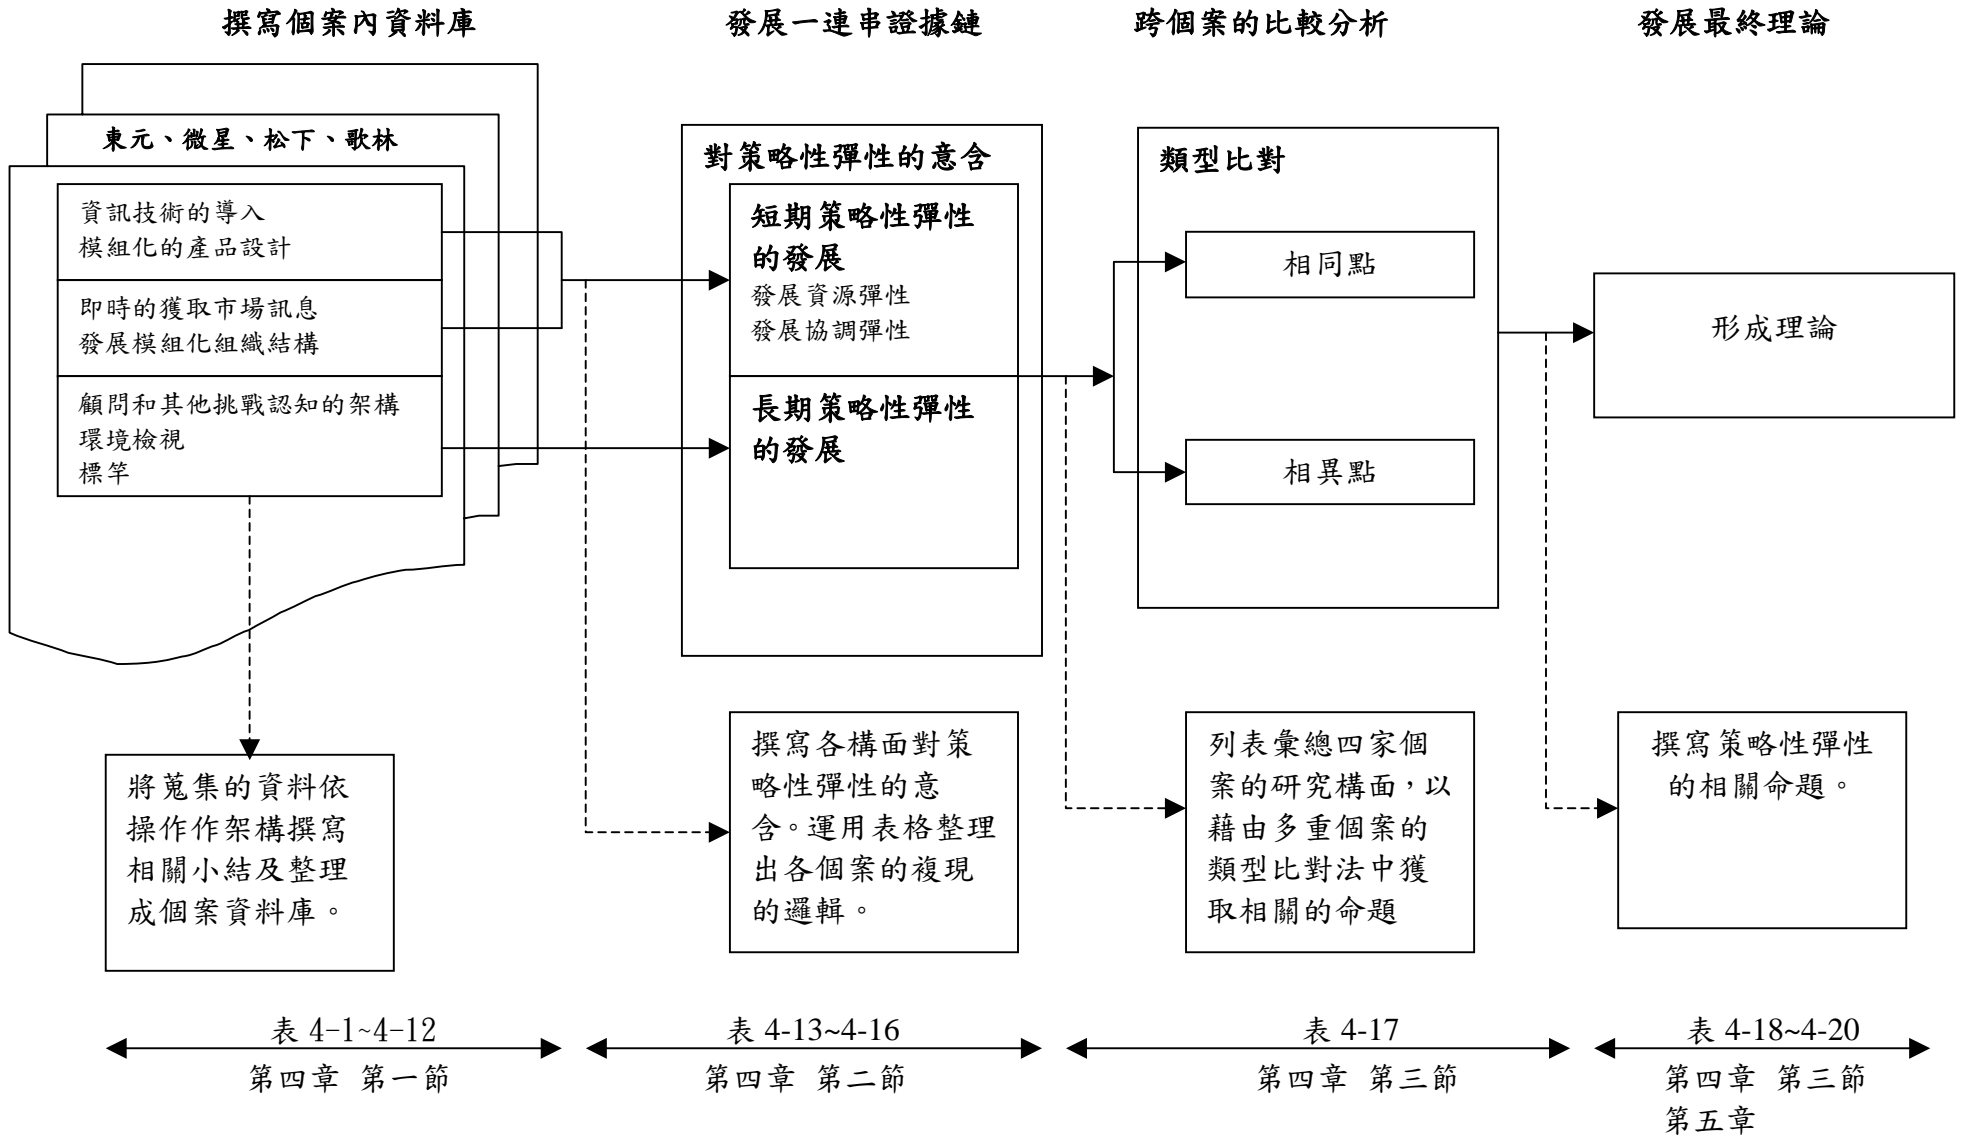 撰寫個案內資料庫
發展一連串證據鏈
跨個案的比較分析
發展最終理論
東元、微星、松下、歌林
資訊技術的導入
模組化的產品設計
即時的獲取市場訊息
發展模組化組織結構
顧問和其他挑戰認知的架構
環境檢視
標竿
對策略性彈性的意含
短期策略性彈性
的發展
發展資源彈性
發展協調彈性
長期策略性彈性
的發展
類型比對
相同點
相異點
形成理論
將蒐集的資料依
操作作架構撰寫
相關小結及整理
成個案資料庫。
撰寫各構面對策
略性彈性的意
含。運用表格整理
出各個案的複現
的邏輯。
列表彙總四家個
案的研究構面，以
藉由多重個案的
類型比對法中獲
取相關的命題
撰寫策略性彈性
的相關命題。
表 4-1~4-12
第四章 第一節
表 4-13~4-16
第四章 第二節
表 4-17
第四章 第三節
表 4-18~4-20
第四章 第三節
第五章